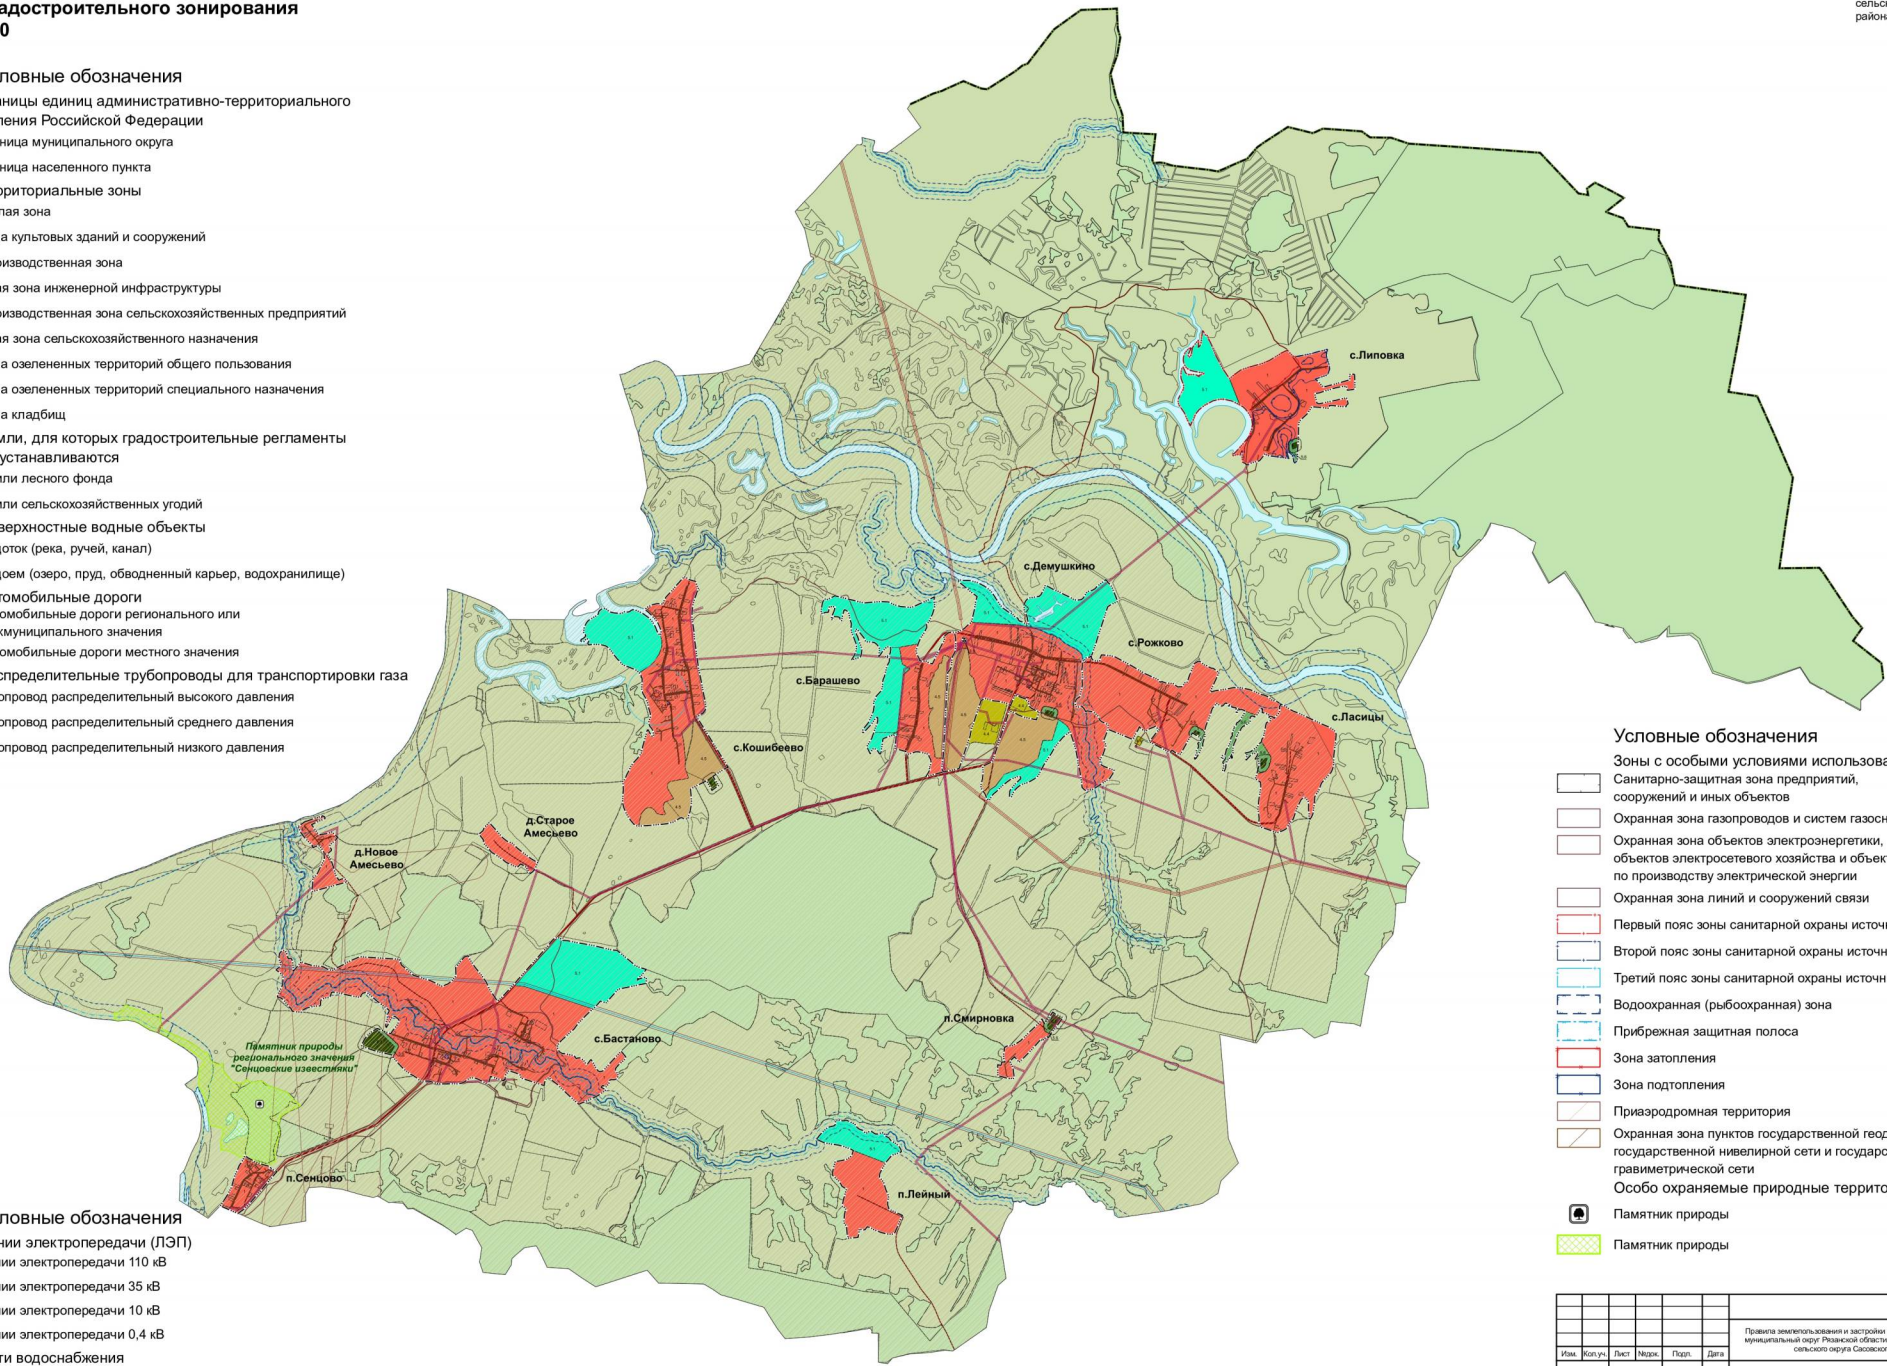 адостроительного зонирования
0
ловные обозначения
ницы единиц административно-территориального
ления Российской Федерации
ница муниципального округа
ница населенного пункта
рриториальные зоны
лая зона
а культовых зданий и сооружений
оизводственная зона
ая зона инженерной инфраструктуры
оизводственная зона сельскохозяйственных предприятий
ая зона сельскохозяйственного назначения
а озелененных территорий общего пользования
а озелененных территорий специального назначения
а кладбищ
мли, для которых градостроительные регламенты
устанавливаются
или лесного фонда
или сельскохозяйственных угодий
верхностные водные объекты
доток (река, ручей, канал)
доем (озеро, пруд, обводненный карьер, водохранилище)
томобильные дороги
омобильные дороги регионального или
жмуниципального значения
омобильные дороги местного значения
спределительные трубопроводы для транспортировки газа
опровод распределительный высокого давления
опровод распределительный среднего давления
опровод распределительный низкого давления
ловные обозначения
нии электропередачи (ЛЭП)
ии электропередачи 110 кВ
ии электропередачи 35 кВ
ии электропередачи 10 кВ
ии электропередачи 0,4 кВ
ти водоснабжения
сельс
район
с.Липовка
с.Демушкино
с.Рожково
с.Барашево
с.Ласицы
с.Кошибеево
д.Старое
Амесьево
д.Новое
Амесьево
п.Смирновка
с.Бастаново
Памятник природы
регионального значения
"Сенцовские известняки"
п.Сенцово
п.Лейный
Условные обозначения
Зоны с особыми условиями использова
Санитарно-защитная зона предприятий,
сооружений и иных объектов
Охранная зона газопроводов и систем газосн
Охранная зона объектов электроэнергетики,
объектов электросетевого хозяйства и объек
по производству электрической энергии
Охранная зона линий и сооружений связи
Первый пояс зоны санитарной охраны источн
Второй пояс зоны санитарной охраны источн
Третий пояс зоны санитарной охраны источн
Водоохранная (рыбоохранная) зона
Прибрежная защитная полоса
Зона затопления
Зона подтопления
Приаэродромная территория
Охранная зона пунктов государственной геод
государственной нивелирной сети и государс
гравиметрической сети
Особо охраняемые природные террито
Памятник природы
Памятник природы
Правила землепользования и застройки
муниципальный округ Рязанской области
сельского округа Сасовског
Изм. Кол.уч. Лист №док. Подп. Дата